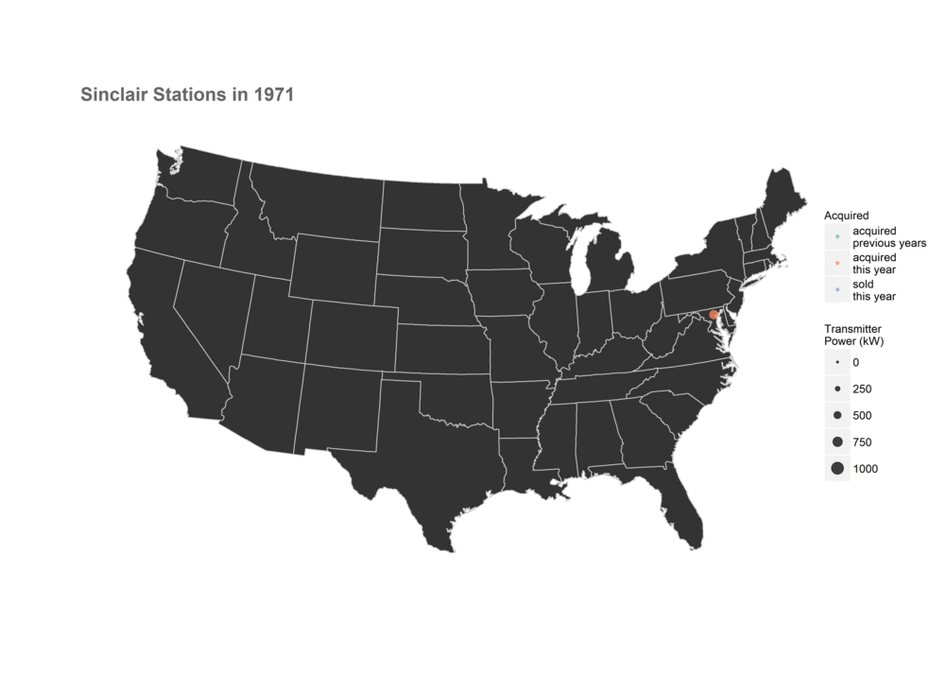 Sinclair Stations in 1971
Acquired
acquired
previous years
acquired
this year
sold
this year
Transmitter
Power (kW)
0
250
500
750
1000